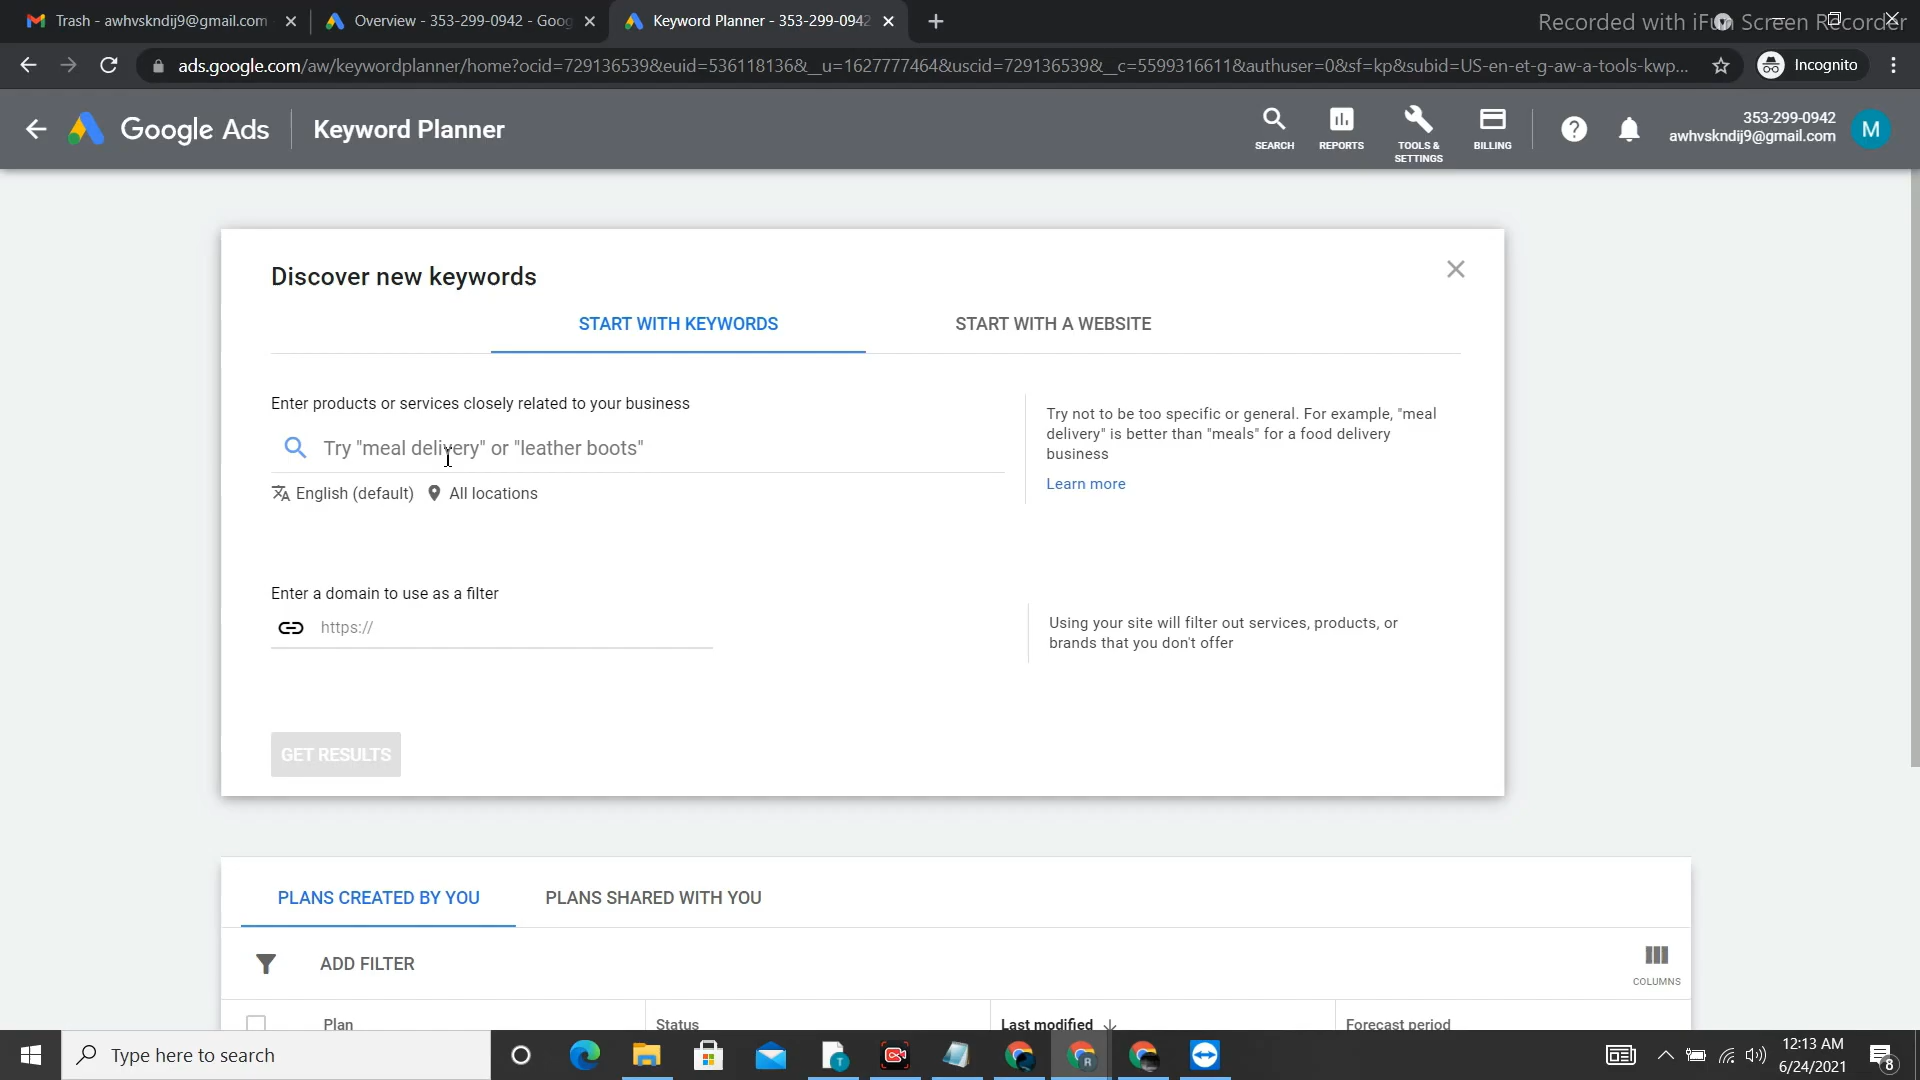 Trash - awhvskndij9@gmail.com
Overview - 353-299-0942 - Goog
Keyword Planner - 353-299-0942
Recorded with iFun Screen Recorder
ads.google.com/aw/keywordplanner/home?ocid=729136539&euid=536118136&__u=1627777464&uscid=729136539&__c=5599316611&authuser=0&sf=kp&subid=US-en-et-g-aw-a-tools-kwp...
Incognito
Google Ads
Keyword Planner
SEARCH
REPORTS
TOOLS &
SETTINGS
BILLING
353-299-0942
awhvskndij9@gmail.com
M
Discover new keywords
START WITH KEYWORDS
START WITH A WEBSITE
Enter products or services closely related to your business
Try "meal delivery" or "leather boots"
English (default)
All locations
Try not to be too specific or general. For example, "meal
delivery" is better than "meals" for a food delivery
business
Learn more
Enter a domain to use as a filter
https://
Using your site will filter out services, products, or
brands that you don't offer
GET RESULTS
PLANS CREATED BY YOU
PLANS SHARED WITH YOU
ADD FILTER
COLUMNS
Plan
Status
Last modified
Forecast period
Type here to search
12:13 AM
6/24/2021
8